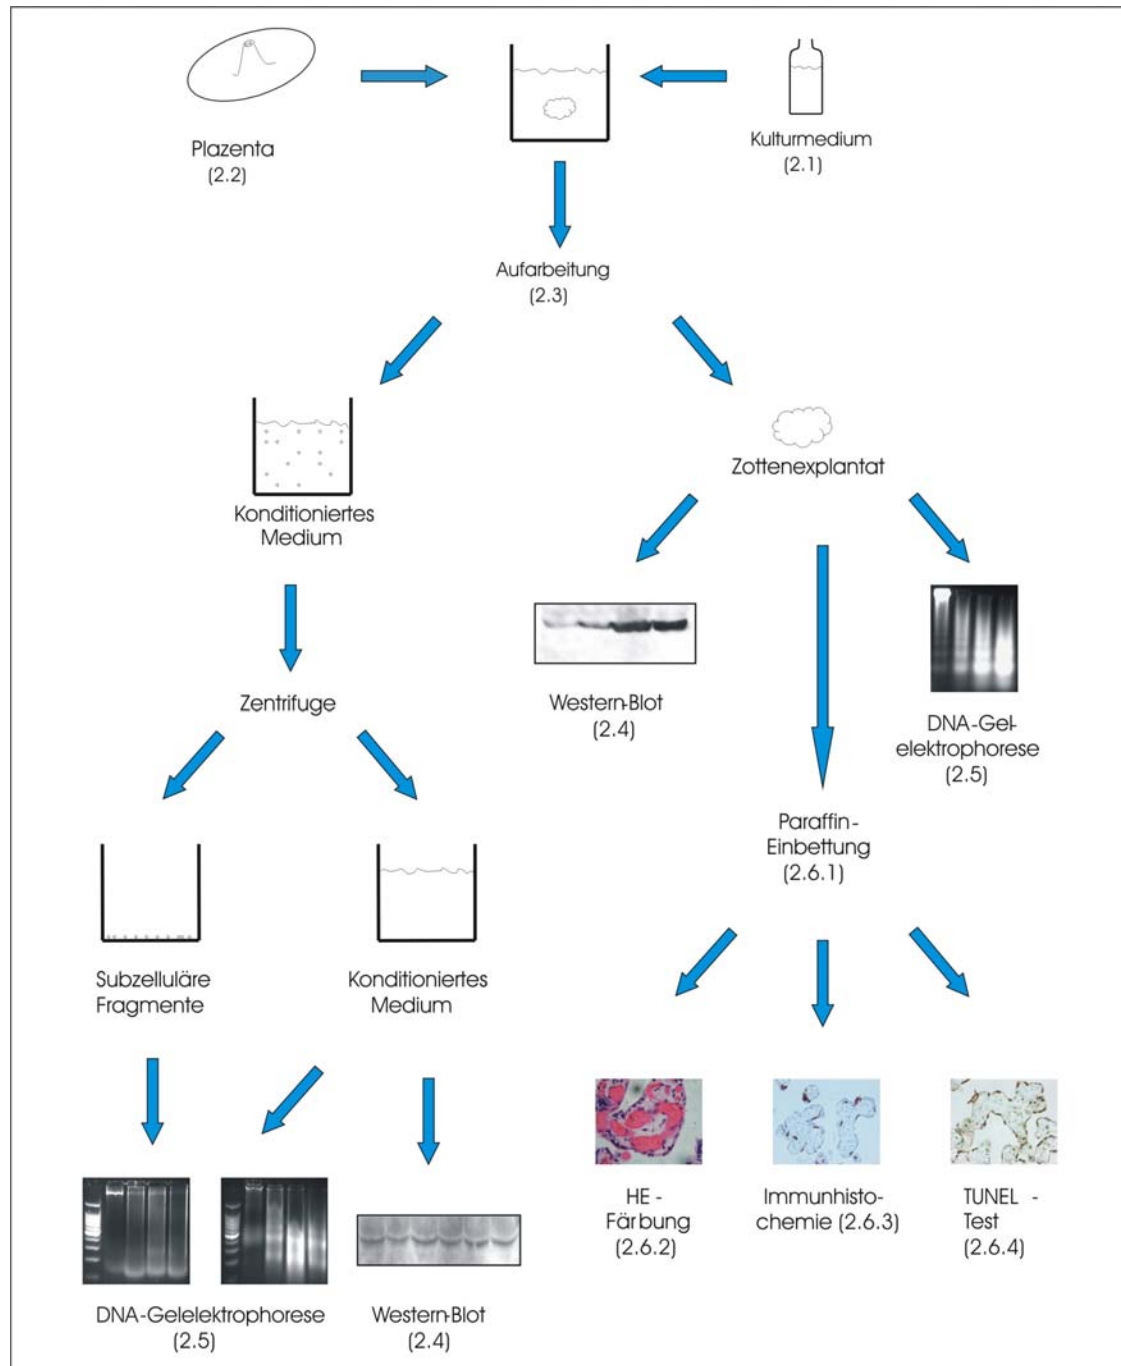 Plazenta
(2.2)
Kulturmedium
(2.1)
Aufarbeitung
(2.3)
Konditioniertes
Medium
Zottenexplantat
Zentrifuge
Western-Blot
(2.4)
DNA-Gel-
elektrophorese
(2.5)
Paraffin-
Einbettung
(2.6.1)
Subzelluläre
Fragmente
Konditioniertes
Medium
HE -
Färbung
(2.6.2)
Immunhisto-
chemie (2.6.3)
TUNEL -
Test
(2.6.4)
DNA-Gelelektrophorese
(2.5)
Western-Blot
(2.4)